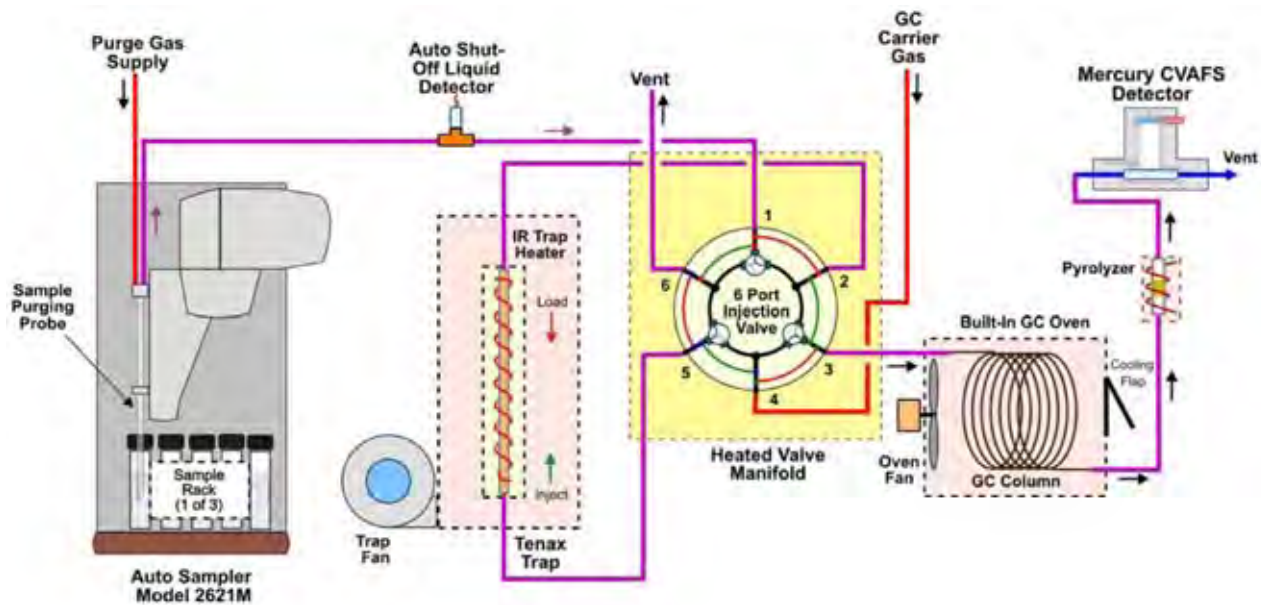 Purge Gas
Supply
Auto Shut-
Off Liquid
Detector
Vent
GC
Carrier
Gas
Mercury CVAFS
Detector
Vent
1
2
3
4
5
6
6 Port
Injection
Valve
IR Trap
Heater
Load
Inject
Sample
Purging
Probe
Pyrolyzer
Built-In GC Oven
Cooling
Flap
Sample
Rack
(1 of 3)
Heated Valve
Manifold
Oven
Fan
GC Column
Trap
Fan
Tenax
Trap
Auto Sampler
Model 2621M